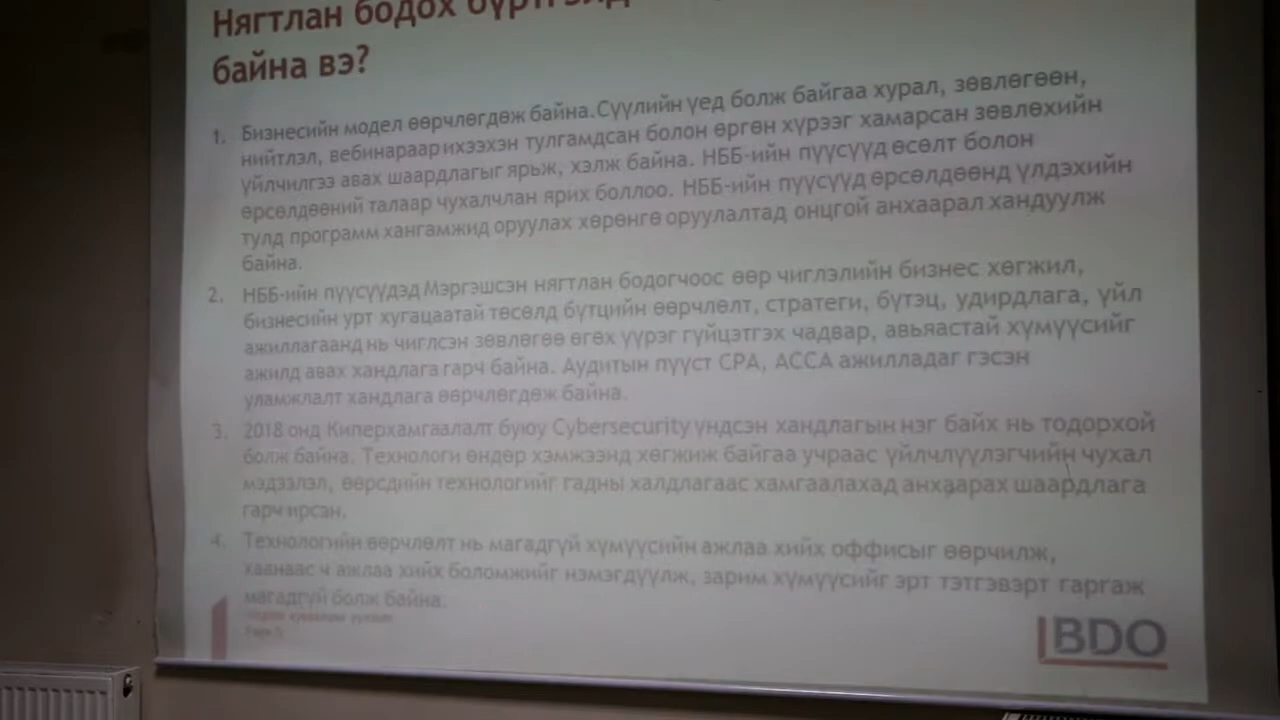 Нягтлан бодох
байна вэ?
1. Бизнесийн модел өөрчлөгдөж байна.Сүүлийн үед болж байгаа хурал, зөвлөгөөн,
нийтлэл, вебинараар ихээхэн тулгамдсан болон өргөн хүрээг хамарсан зөвлөхийн
үйлчилгээ авах шаардлагыг ярьж, хэлж байна. НББ-ийн пүүсүүд өсөлт болон
өрсөлдөөний талаар чухалчлан ярих боллоо. НББ-ийн пүүсүүд өрсөлдөөнд үлдэхийн
тулд программ хангамжид оруулах хөрөнгө оруулалтад онцгой анхаарал хандуулж
байна.
2. НББ-ийн пүүсүүдэд Мэргэшсэн нягтлан бодогчоос өөр чиглэлийн бизнес хөгжил,
бизнесийн урт хугацаатай төсөлд бүтцийн өөрчлөлт, стратеги, бүтэц, удирдлага, үйл
ажиллагаанд нь чиглсэн зөвлөгөө өгөх үүрэг гүйцэтгэх чадвар, авьяастай хүмүүсийг
ажилд авах хандлага гарч байна. Аудитын пүүст CPA, ACCA ажилладаг гэсэн
уламжлалт хандлага өөрчлөгдөж байна.
3. 2018 онд Киперхамгаалалт буюу Cybersecurity үндсэн хандлагын нэг байх нь тодорхой
болж байна. Технологи өндөр хэмжээнд хөгжиж байгаа учраас үйлчлүүлэгчийн чухал
мэдээлэл, өөрсдийн технологийг гадны халдлагаас хамгаалахад анхаарах шаардлага
гарч ирсэн.
4. Технологийн өөрчлөлт нь магадгүй хүмүүсийн ажлаа хийх оффисыг өөрчилж,
хаанаас ч ажлаа хийх боломжийг нэмэгдүүлж, зарим хүмүүсийг эрт тэтгэвэрт гаргаж
магадгүй болж байна.
BDO